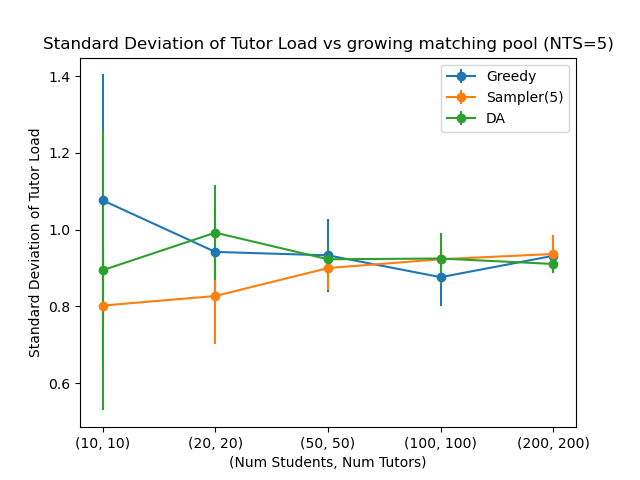 Standard Deviation of Tutor Load vs growing matching pool (NTS=5)
Greedy
Sampler(5)
DA
Standard Deviation of Tutor Load
1.4
1.2
1.0
0.8
0.6
(10, 10) (20, 20) (50, 50) (100, 100) (200, 200)
(Num Students, Num Tutors)